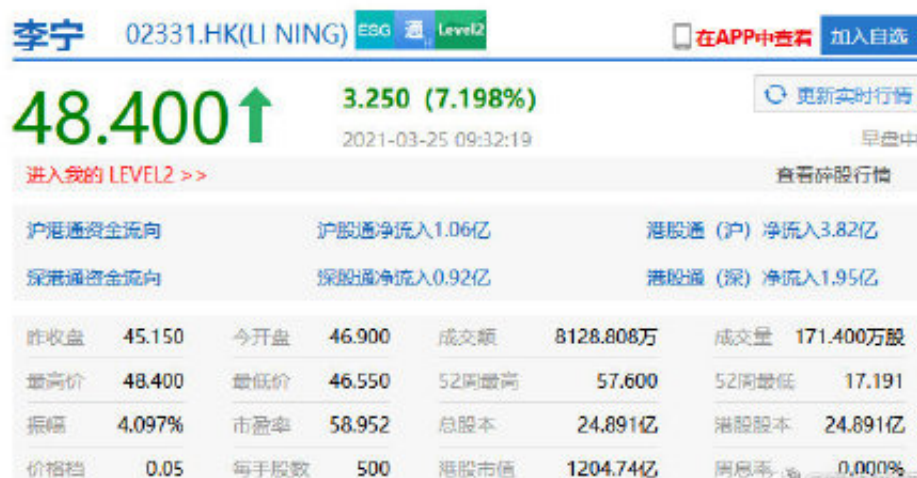 李宁 02331.HK(LI NING) ESG 通 Level2 在APP中查看 加入自选
48.400 3.250 (7.198%) 更新实时行情
2021-03-25 09:32:19 早盘中
进入我的 LEVEL2 >> 查看碎股行情
沪港通资金流向 沪股通净流入1.06亿 港股通（沪）净流入3.82亿
深港通资金流向 深股通净流入0.92亿 港股通（深）净流入1.95亿
昨收盘 45.150 今开盘 46.900 成交额 8128.808万 成交量 171.400万股
最高价 48.400 最低价 46.550 52周最高 57.600 52周最低 17.191
振幅 4.097% 市盈率 58.952 总股本 24.891亿 港股股本 24.891亿
价格档 0.05 每手股数 500 港股市值 1204.74亿 周息率 0.000%